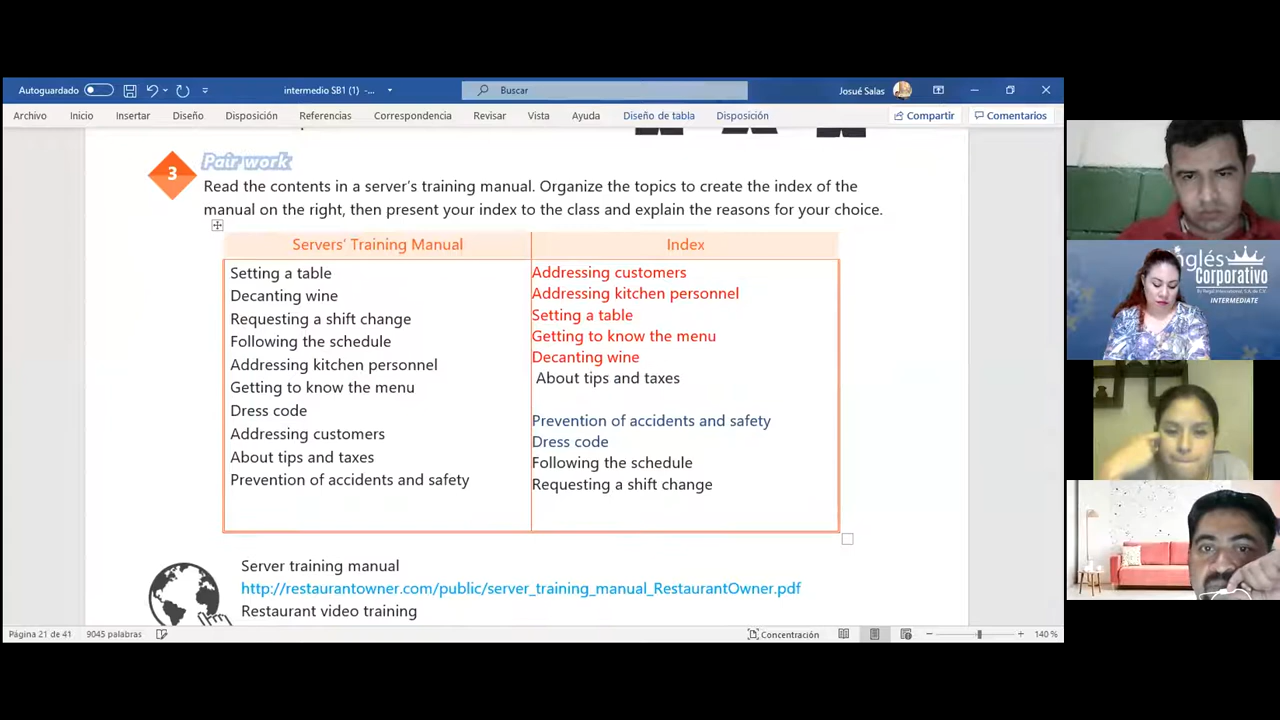 Autoguardado
intermedio SB1 (1) -...
Buscar
Josué Salas
Archivo Inicio Insertar Diseño Disposición Referencias Correspondencia Revisar Vista Ayuda Diseño de tabla Disposición Compartir Comentarios
3 Pair work
Read the contents in a server's training manual. Organize the topics to create the index of the
manual on the right, then present your index to the class and explain the reasons for your choice.
Servers' Training Manual
Setting a table
Decanting wine
Requesting a shift change
Following the schedule
Addressing kitchen personnel
Getting to know the menu
Dress code
Addressing customers
About tips and taxes
Prevention of accidents and safety
Index
Addressing customers
Addressing kitchen personnel
Setting a table
Getting to know the menu
Decanting wine
About tips and taxes
Prevention of accidents and safety
Dress code
Following the schedule
Requesting a shift change
Server training manual
http://restaurantowner.com/public/server_training_manual_RestaurantOwner.pdf
Restaurant video training
Página 21 de 41 9045 palabras Concentración 140 %
nglés
Corporativo
INTERMEDIATE